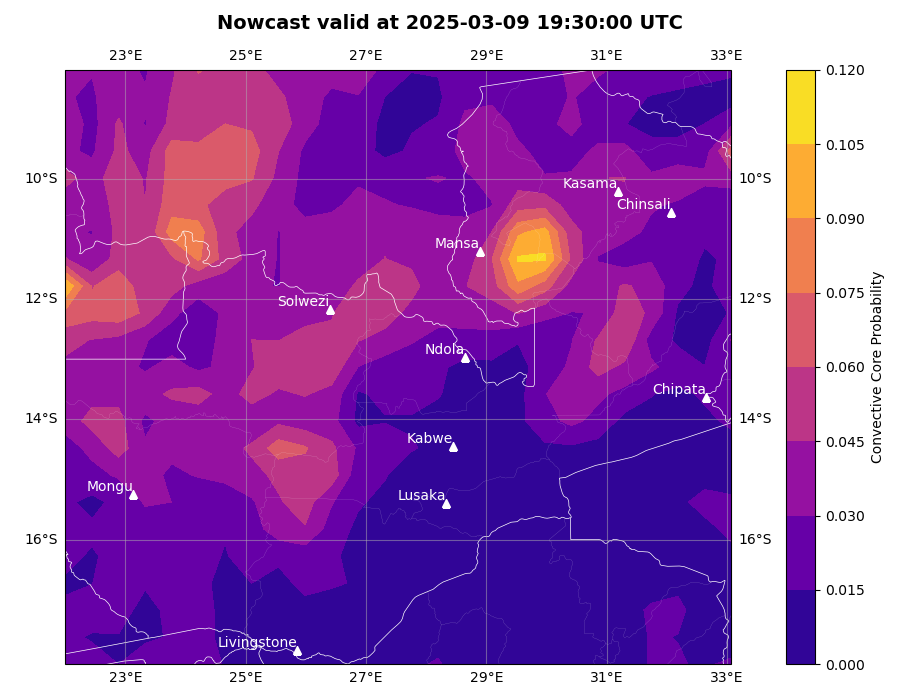 Nowcast valid at 2025-03-09 19:30:00 UTC
23°E 25°E 27°E 29°E 31°E 33°E
0.120
0.105
0.090
0.075
0.060
0.045
0.030
0.015
0.000
Convective Core Probability
10°S 10°S
12°S 12°S
14°S 14°S
16°S 16°S
Kasama
Chinsali
Mansa
Solwezi
Ndola
Chipata
Kabwe
Mongu
Lusaka
Livingstone
23°E 25°E 27°E 29°E 31°E 33°E